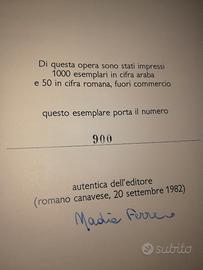 Di questa opera sono stati impressi
1000 esemplari in cifra araba
e 50 in cifra romana, fuori commercio
questo esemplare porta il numero
900
autentica dell'editore
(romano canavese, 20 settembre 1982)
Nadia
subito